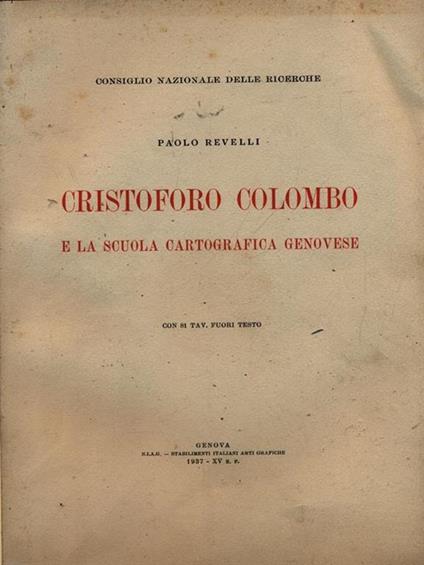 CONSIGLIO NAZIONALE DELLE RICERCHE
PAOLO REVELLI
CRISTOFORO COLOMBO
E LA SCUOLA CARTOGRAFICA GENOVESE
CON 81 TAV. FUORI TESTO
GENOVA
S.I.A.G. — STABILIMENTI ITALIANI ARTI GRAFICHE
1937 - XV E. F.